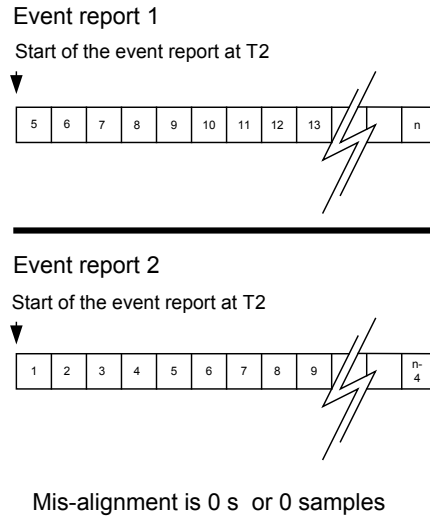 Event report 1
Start of the event report at T2
5 6 7 8 9 10 11 12 13 n
Event report 2
Start of the event report at T2
1 2 3 4 5 6 7 8 9 n-
4
Mis-alignment is 0 s or 0 samples